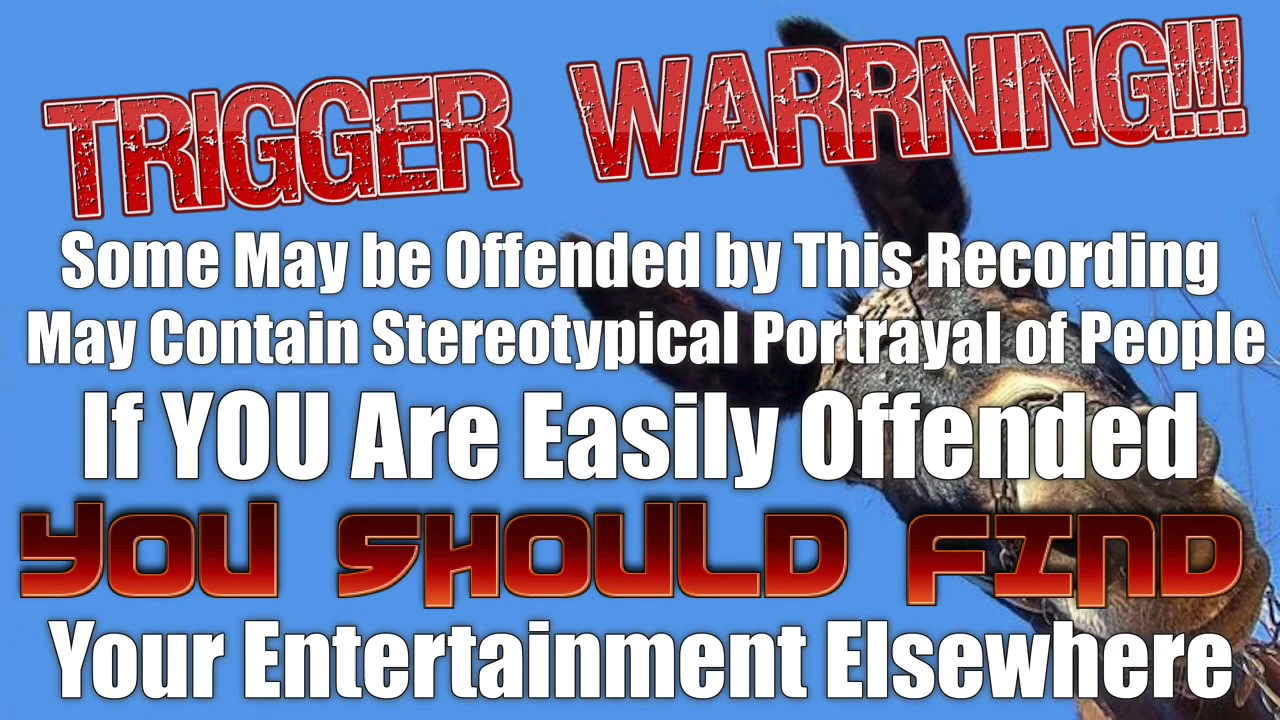 TRIGGER WARRNING!!!
Some May be Offended by This Recording
May Contain Stereotypical Portrayal of People
If YOU Are Easily Offended
YOU SHOULD FIND
Your Entertainment Elsewhere